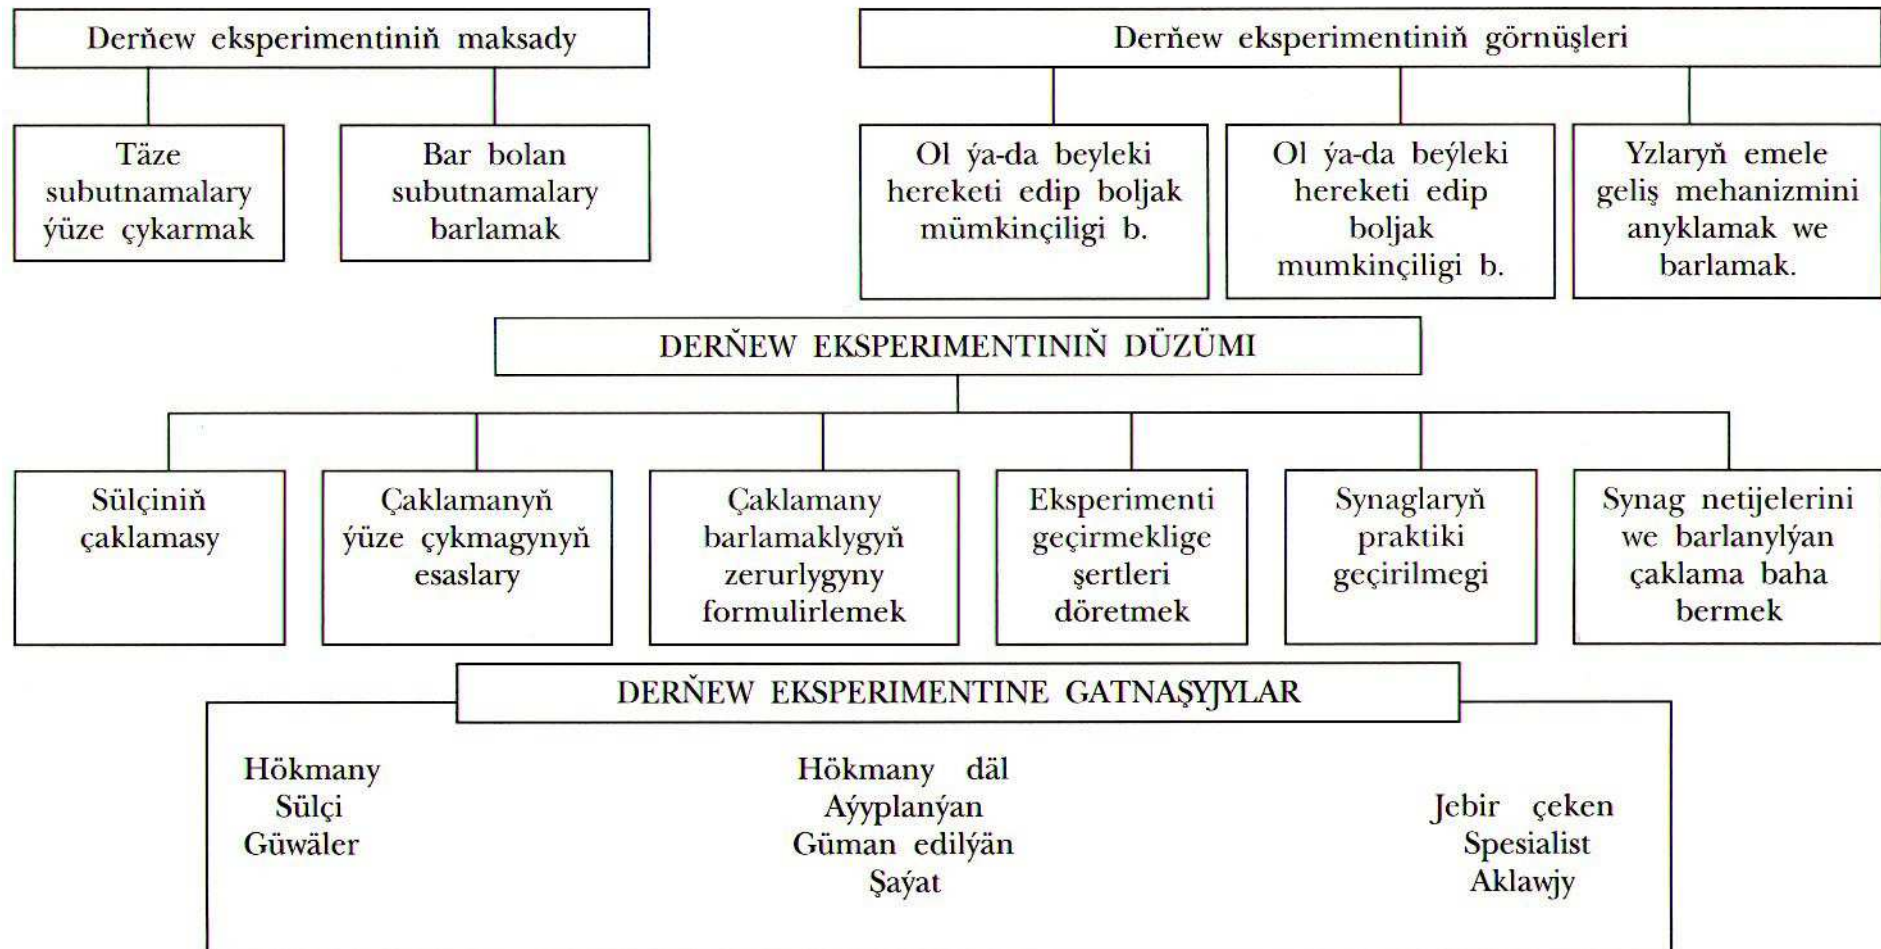 Derňew eksperimentiniň maksady
Derňew eksperimentiniň görnüşleri
Täze
subutnamalary
ýüze çykarmak
Bar bolan
subutnamalary
barlamak
Ol ýa-da beyleki
hereketi edip boljak
mümkinçiligi b.
Ol ýa-da beýleki
hereketi edip
boljak
mumkinçiligi b.
Yzlaryň emele
geliş mehanizmini
anyklamak we
barlamak.
DERŇEW EKSPERIMENTINIŇ DÜZÜMI
Sülçiniň
çaklamasy
Çaklamanyň
ýüze çykmagynyň
esaslary
Çaklamany
barlamaklygyň
zerurlygyny
formulirlemek
Eksperimenti
geçirmeklige
şertleri
döretmek
Synaglaryň
praktiki
geçirilmegi
Synag netijelerini
we barlanylýan
çaklama baha
bermek
DERŇEW EKSPERIMENTINE GATNAŞYJYLAR
Hökmany
Sülçi
Güwäler
Hökmany däl
Aýyplanýan
Güman edilýän
Şaýat
Jebir çeken
Spesialist
Aklawjy